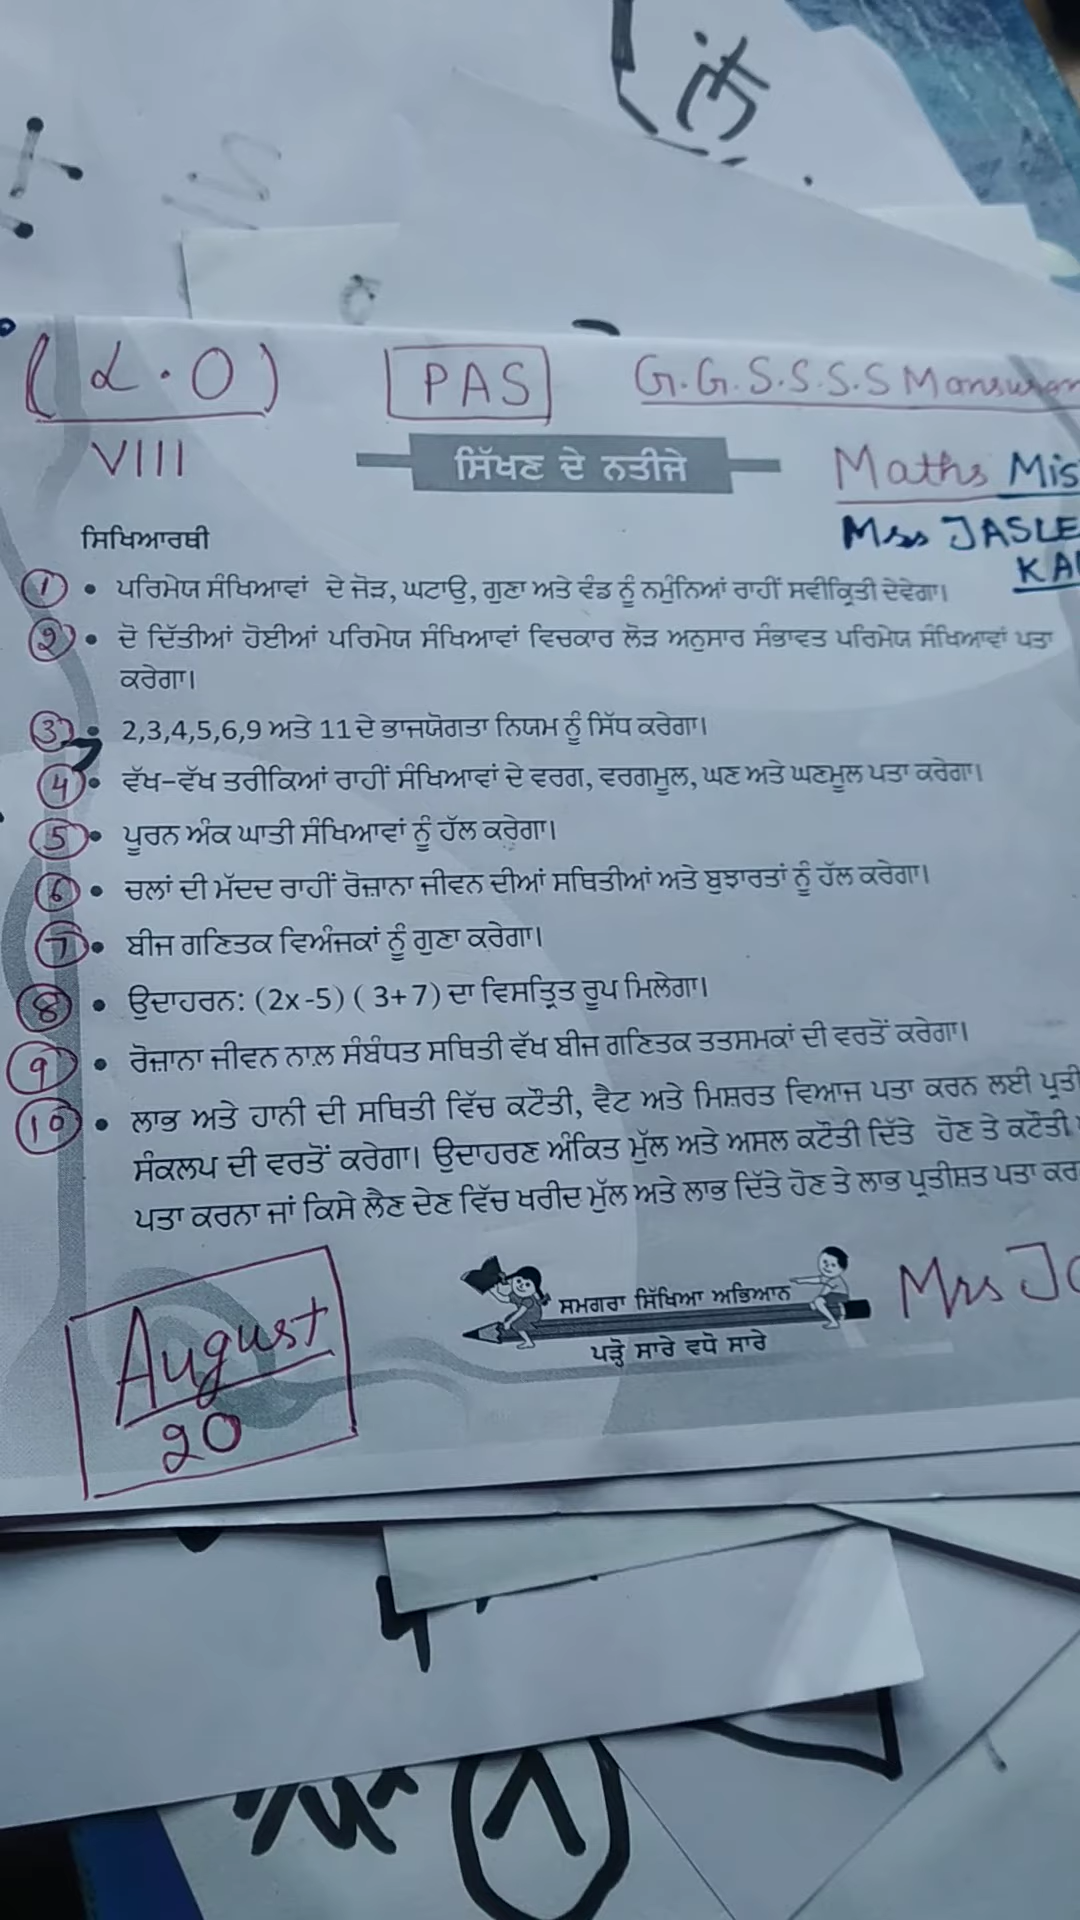 (L.O) PAS G.G.S.S.S.S
VIII ਸਿੱਖਣ ਦੇ ਨਤੀਜੇ Maths
ਸਿਖਿਆਰਥੀ Mrs
① • ਪਰਿਮੇਯ ਸੰਖਿਆਵਾਂ ਦੇ ਜੋੜ, ਘਟਾਉ, ਗੁਣਾ ਅਤੇ ਵੰਡ ਨੂੰ ਨਮੂੰਨਿਆਂ ਰਾਹੀਂ ਸਵੀਕ੍ਰਿਤੀ ਦੇਵੇਗਾ।
② • ਦੋ ਦਿੱਤੀਆਂ ਹੋਈਆਂ ਪਰਿਮੇਯ ਸੰਖਿਆਵਾਂ ਵਿਚਕਾਰ ਲੋੜ ਅਨੁਸਾਰ ਸੰਭਾਵਤ ਪਰਿਮੇਯ ਸੰਖਿਆਵਾਂ ਪਤਾ
ਕਰੇਗਾ।
③ • 2,3,4,5,6,9 ਅਤੇ 11 ਦੇ ਭਾਜਯੋਗਤਾ ਨਿਯਮ ਨੂੰ ਸਿੱਧ ਕਰੇਗਾ।
④ • ਵੱਖ-ਵੱਖ ਤਰੀਕਿਆਂ ਰਾਹੀਂ ਸੰਖਿਆਵਾਂ ਦੇ ਵਰਗ, ਵਰਗਮੂਲ, ਘਣ ਅਤੇ ਘਣਮੂਲ ਪਤਾ ਕਰੇਗਾ।
⑤ • ਪੂਰਨ ਅੰਕ ਘਾਤੀ ਸੰਖਿਆਵਾਂ ਨੂੰ ਹੱਲ ਕਰੇਗਾ।
⑥ • ਚਲਾਂ ਦੀ ਮੱਦਦ ਰਾਹੀਂ ਰੋਜ਼ਾਨਾ ਜੀਵਨ ਦੀਆਂ ਸਥਿਤੀਆਂ ਅਤੇ ਬੁਝਾਰਤਾਂ ਨੂੰ ਹੱਲ ਕਰੇਗਾ।
⑦ • ਬੀਜ ਗਣਿਤਕ ਵਿਅੰਜਕਾਂ ਨੂੰ ਗੁਣਾ ਕਰੇਗਾ।
⑧ • ਉਦਾਹਰਨ: (2x -5) ( 3+ 7) ਦਾ ਵਿਸਤ੍ਰਿਤ ਰੂਪ ਮਿਲੇਗਾ।
⑨ • ਰੋਜ਼ਾਨਾ ਜੀਵਨ ਨਾਲ਼ ਸੰਬੰਧਤ ਸਥਿਤੀ ਵੱਖ ਬੀਜ ਗਣਿਤਕ ਤਤਸਮਕਾਂ ਦੀ ਵਰਤੋਂ ਕਰੇਗਾ।
⑩ • ਲਾਭ ਅਤੇ ਹਾਨੀ ਦੀ ਸਥਿਤੀ ਵਿੱਚ ਕਟੌਤੀ, ਵੈਟ ਅਤੇ ਮਿਸ਼ਰਤ ਵਿਆਜ ਪਤਾ ਕਰਨ ਲਈ
ਸੰਕਲਪ ਦੀ ਵਰਤੋਂ ਕਰੇਗਾ। ਉਦਾਹਰਣ ਅੰਕਿਤ ਮੁੱਲ ਅਤੇ ਅਸਲ ਕਟੌਤੀ ਦਿੱਤੇ ਹੋਣ ਤੇ ਕਟੌਤੀ
ਪਤਾ ਕਰਨਾ ਜਾਂ ਕਿਸੇ ਲੈਣ ਦੇਣ ਵਿੱਚ ਖਰੀਦ ਮੁੱਲ ਅਤੇ ਲਾਭ ਦਿੱਤੇ ਹੋਣ ਤੇ ਲਾਭ ਪ੍ਰਤੀਸ਼ਤ ਪਤਾ
ਸਮਗਰਾ ਸਿੱਖਿਆ ਅਭਿਆਨ Mrs
ਪੜ੍ਹੋ ਸਾਰੇ ਵਧੋ ਸਾਰੇ
August
20